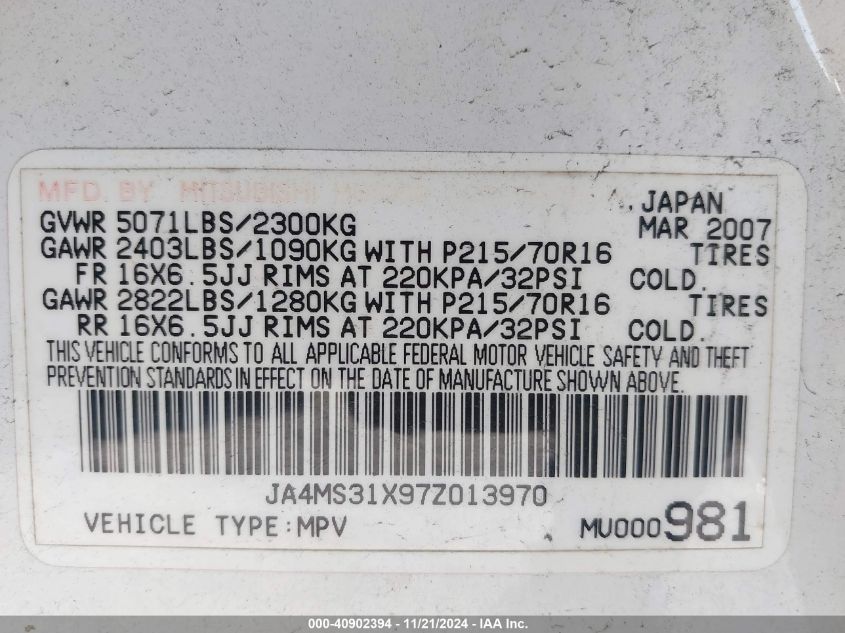 MFD. BY MITSUBISHI
JAPAN
GVWR 5071LBS/2300KG MAR 2007
GAWR 2403LBS/1090KG WITH P215/70R16 TIRES
FR 16X6.5JJ RIMS AT 220KPA/32PSI COLD.
GAWR 2822LBS/1280KG WITH P215/70R16 TIRES
RR 16X6.5JJ RIMS AT 220KPA/32PSI COLD.
THIS VEHICLE CONFORMS TO ALL APPLICABLE FEDERAL MOTOR VEHICLE SAFETY AND THEFT
PREVENTION STANDARDS IN EFFECT ON THE DATE OF MANUFACTURE SHOWN ABOVE.
JA4MS31X97Z013970
VEHICLE TYPE:MPV MU000981
000-40902394 - 11/21/2024 - IAA Inc.